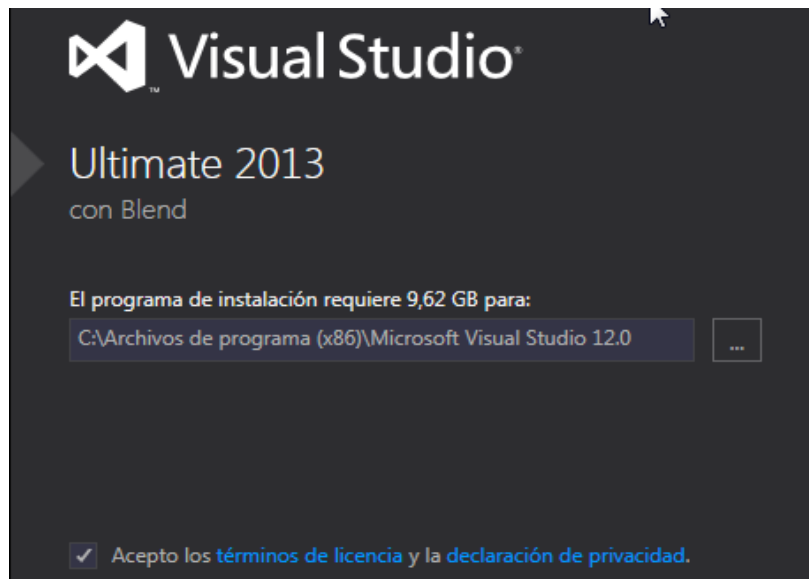 Visual Studio®
™
Ultimate 2013
con Blend
El programa de instalación requiere 9,62 GB para:
C:\Archivos de programa (x86)\Microsoft Visual Studio 12.0
...
Acepto los términos de licencia y la declaración de privacidad.